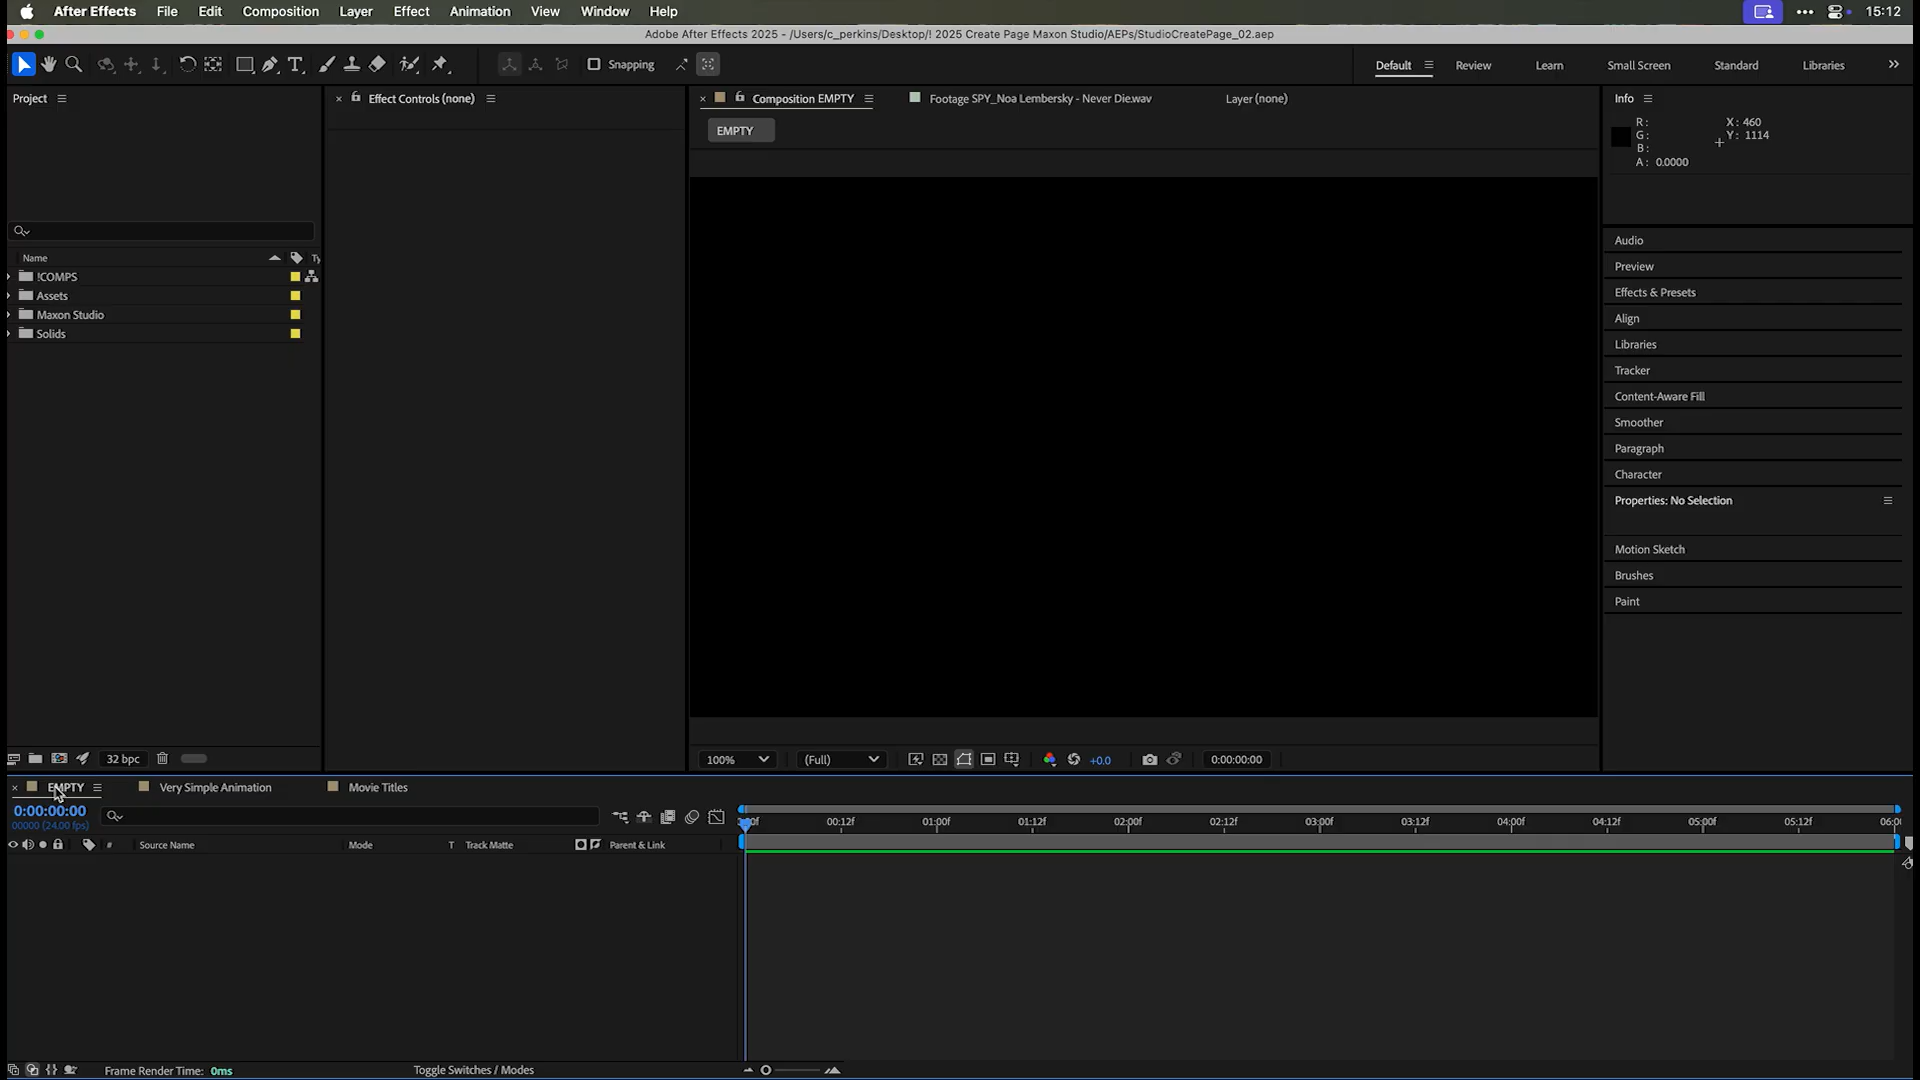 After Effects File Edit Composition Layer Effect Animation View Window Help 15:12
Adobe After Effects 2025 - /Users/c_perkins/Desktop/! 2025 Create Page Maxon Studio/AEPs/StudioCreatePage_02.aep
Snapping Default Review Learn Small Screen Standard Libraries
Project
Effect Controls (none)
Composition EMPTY Footage SPY_Noa Lembersky - Never Die.wav Layer (none)
EMPTY
Info
R:
G:
B:
A: 0.0000
X: 460
Y: 1114
Name Ty
!COMPS
Assets
Maxon Studio
Solids
Audio
Preview
Effects & Presets
Align
Libraries
Tracker
Content-Aware Fill
Smoother
Paragraph
Character
Properties: No Selection
Motion Sketch
Brushes
Paint
32 bpc
100% (Full) +0.0 0:00:00:00
EMPTY Very Simple Animation Movie Titles
0:00:00:00
00000 (24.00 fps)
00f 00:12f 01:00f 01:12f 02:00f 02:12f 03:00f 03:12f 04:00f 04:12f 05:00f 05:12f 06:0
# Source Name Mode T Track Matte Parent & Link
Frame Render Time: 0ms Toggle Switches / Modes